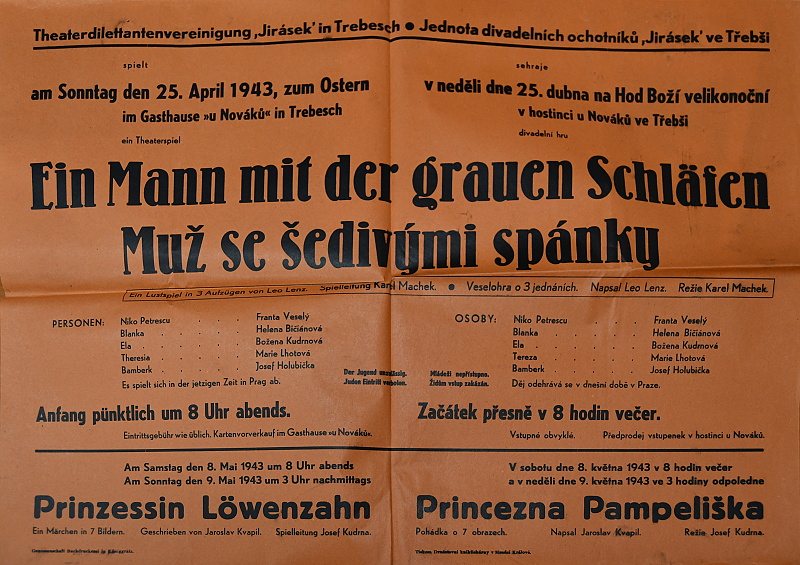 Theaterdilettantenvereinigung ‚Jirásek’ in Trebesch ● Jednota divadelních ochotníků ‚Jirásek’ ve Třebši
spielt
am Sonntag den 25. April 1943, zum Ostern
im Gasthause »u Nováků« in Trebesch
ein Theaterspiel
sehraje
v neděli dne 25. dubna na Hod Boží velikonoční
v hostinci u Nováků ve Třebši
divadelní hru
Ein Mann mit der grauen Schläfen
Muž se šedivými spánky
Ein Lustspiel in 3 Aufzügen von Leo Lenz. Spielleitung Karel Machek. ● Veselohra o 3 jednáních. Napsal Leo Lenz. Režie Karel Machek.
PERSONEN:
Niko Petrescu . . . . . Franta Veselý
Blanka . . . . . Helena Bičiánová
Ela . . . . . Božena Kudrnová
Theresia . . . . . Marie Lhotová
Bamberk . . . . . Josef Holubička
Es spielt sich in der jetzigen Zeit in Prag ab.
Der Jugend unzulässig.
Juden Eintritt verboten.
OSOBY:
Niko Petrescu . . . . . Franta Veselý
Blanka . . . . . Helena Bičiánová
Ela . . . . . Božena Kudrnová
Tereza . . . . . Marie Lhotová
Bamberk . . . . . Josef Holubička
Děj odehrává se v dnešní době v Praze.
Mládeži nepřístupno.
Židům vstup zakázán.
Anfang pünktlich um 8 Uhr abends.
Eintrittsgebühr wie üblich. Kartenvorverkauf im Gasthause »u Nováků«.
Začátek přesně v 8 hodin večer.
Vstupné obvyklé. Předprodej vstupenek v hostinci u Nováků.
Am Samstag den 8. Mai 1943 um 8 Uhr abends
Am Sonntag den 9. Mai 1943 um 3 Uhr nachmittags
Prinzessin Löwenzahn
Ein Märchen in 7 Bildern. Geschrieben von Jaroslav Kvapil. Spielleitung Josef Kudrna.
V sobotu dne 8. května 1943 v 8 hodin večer
a v neděli dne 9. května 1943 ve 3 hodiny odpoledne
Princezna Pampeliška
Pohádka o 7 obrazech. Napsal Jaroslav Kvapil. Režie Josef Kudrna.
Genossenschaft Buchdruckerei in Königgrätz.
Tiskem Družstevní knihtiskárny v Hradci Králové.